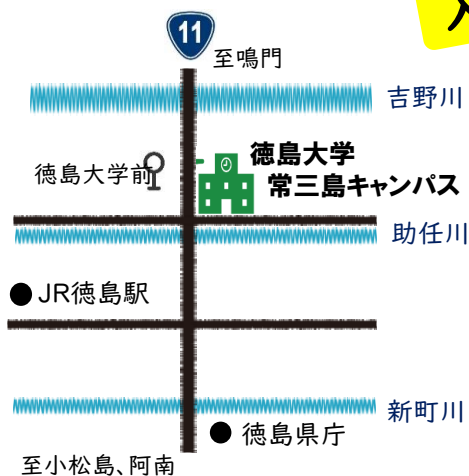 11
至鳴門
吉野川
徳島大学前
徳島大学
常三島キャンパス
助任川
JR徳島駅
新町川
徳島県庁
至小松島、阿南